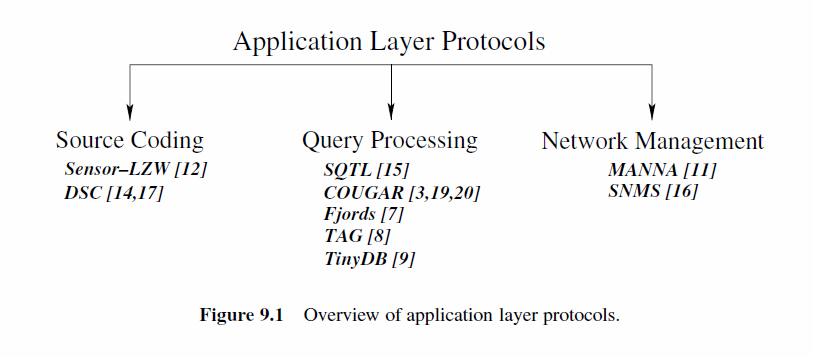 Application Layer Protocols
Source Coding
Sensor–LZW [12]
DSC [14,17]
Query Processing
SQTL [15]
COUGAR [3,19,20]
Fjords [7]
TAG [8]
TinyDB [9]
Network Management
MANNA [11]
SNMS [16]
Figure 9.1 Overview of application layer protocols.